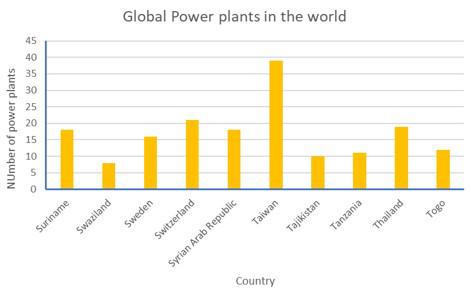 Global Power plants in the world
NUmber of power plants
45
40
35
30
25
20
15
10
5
0
Suriname
Swaziland
Sweden
Switzerland
Syrian Arab Republic
Taiwan
Tajikistan
Tanzania
Thailand
Togo
Country